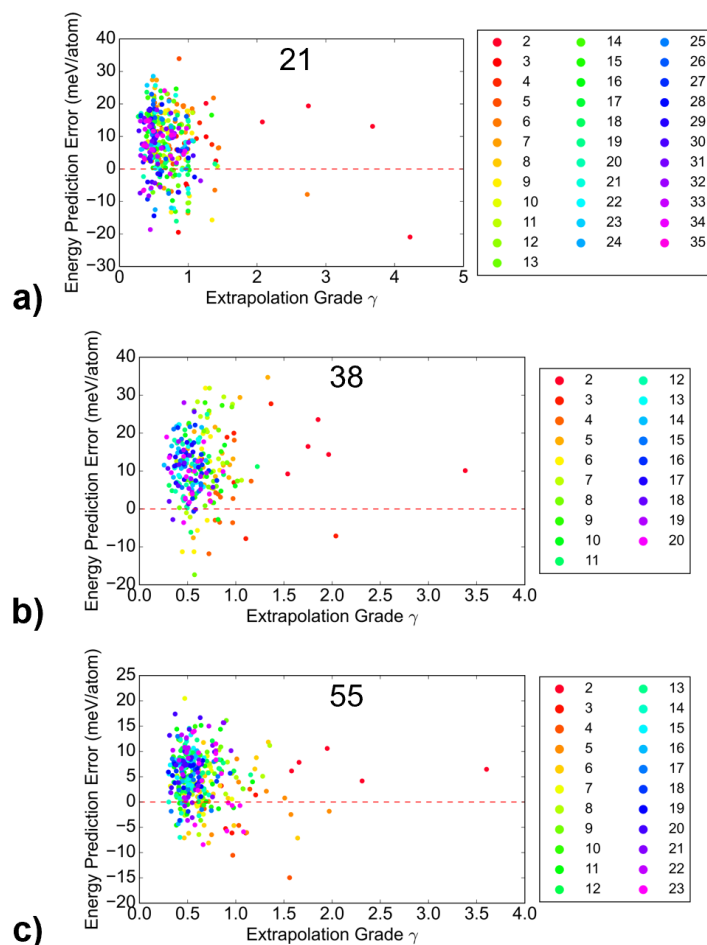 a)
21
Energy Prediction Error (meV/atom)
40
30
20
10
0
−10
−20
−30
0 1 2 3 4 5
Extrapolation Grade γ
2 14 25
3 15 26
4 16 27
5 17 28
6 18 29
7 19 30
8 20 31
9 21 32
10 22 33
11 23 34
12 24 35
13
b)
38
Energy Prediction Error (meV/atom)
40
30
20
10
0
−10
−20
0.0 0.5 1.0 1.5 2.0 2.5 3.0 3.5 4.0
Extrapolation Grade γ
2 12
3 13
4 14
5 15
6 16
7 17
8 18
9 19
10 20
11
c)
55
Energy Prediction Error (meV/atom)
25
20
15
10
5
0
−5
−10
−15
−20
0.0 0.5 1.0 1.5 2.0 2.5 3.0 3.5 4.0
Extrapolation Grade γ
2 13
3 14
4 15
5 16
6 17
7 18
8 19
9 20
10 21
11 22
12 23